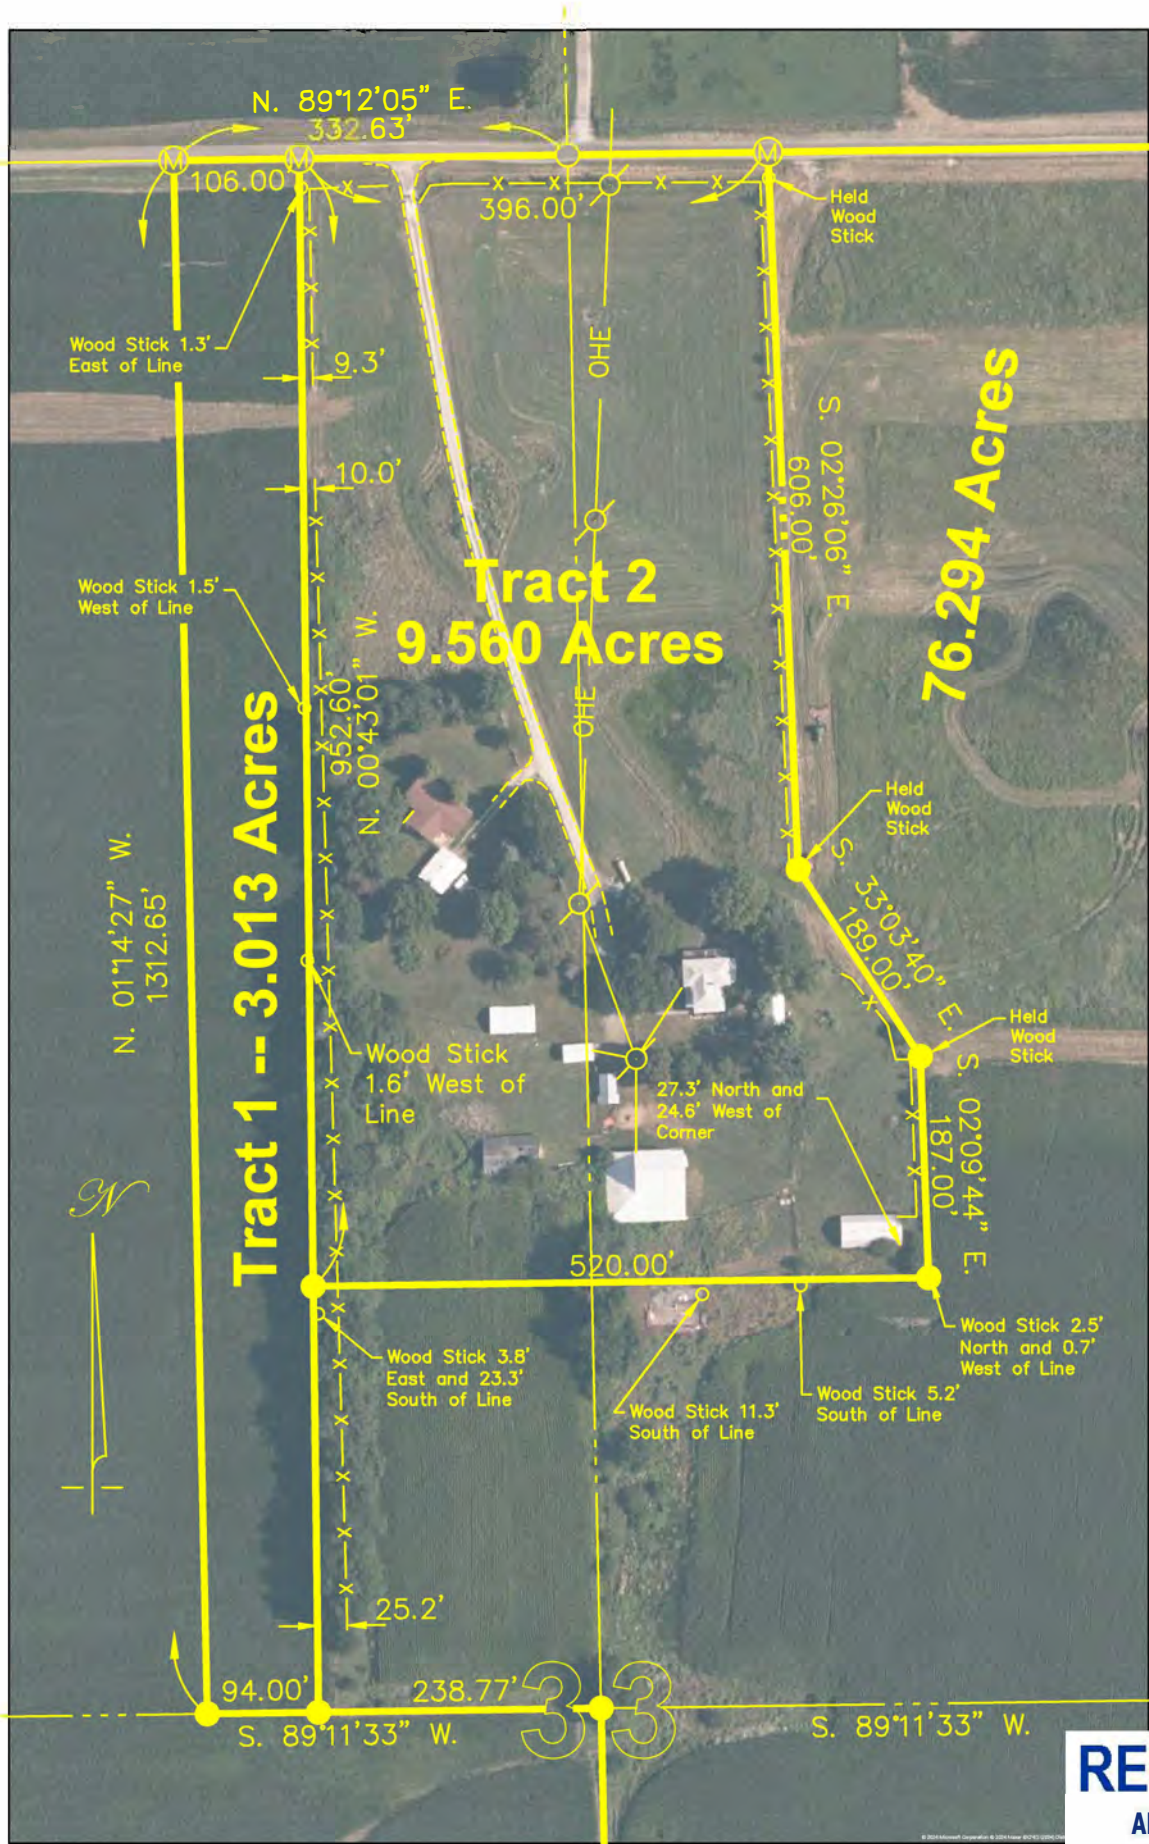 N. 89°12'05" E.
332.63'
106.00'
396.00'
Held
Wood
Stick
Wood Stick 1.3'
East of Line
9.3'
OHE
S. 02°26'06" E.
606.00'
76.294 Acres
10.0'
Tract 2
9.560 Acres
Wood Stick 1.5'
West of Line
952.60'
N. 00°43'01" W.
OHE
Tract 1 -- 3.013 Acres
N. 01°14'27" W.
1312.65'
Held
Wood
Stick
S. 33°03'40" E.
189.00'
Held
Wood
Stick
Wood Stick
1.6' West of
Line
27.3' North and
24.6' West of
Corner
S. 02°09'44" E.
187.00'
N
520.00'
Wood Stick 2.5'
North and 0.7'
West of Line
Wood Stick 3.8'
East and 23.3'
South of Line
Wood Stick 11.3'
South of Line
Wood Stick 5.2'
South of Line
25.2'
94.00'
238.77'
33
S. 89°11'33" W.
S. 89°11'33" W.
M
M
M
RE